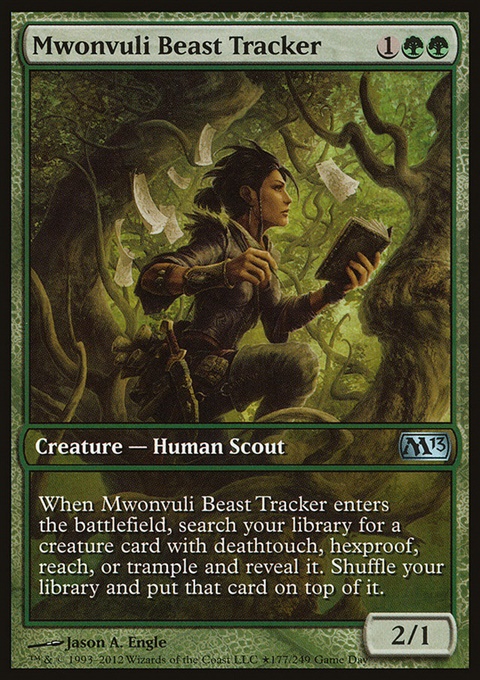 Mwonvuli Beast Tracker 1
Creature — Human Scout M13
When Mwonvuli Beast Tracker enters
the battlefield, search your library for a
creature card with deathtouch, hexproof,
reach, or trample and reveal it. Shuffle your
library and put that card on top of it.
2/1
Jason A. Engle
™ & © 1993–2012 Wizards of the Coast LLC ★177/249 Game Day